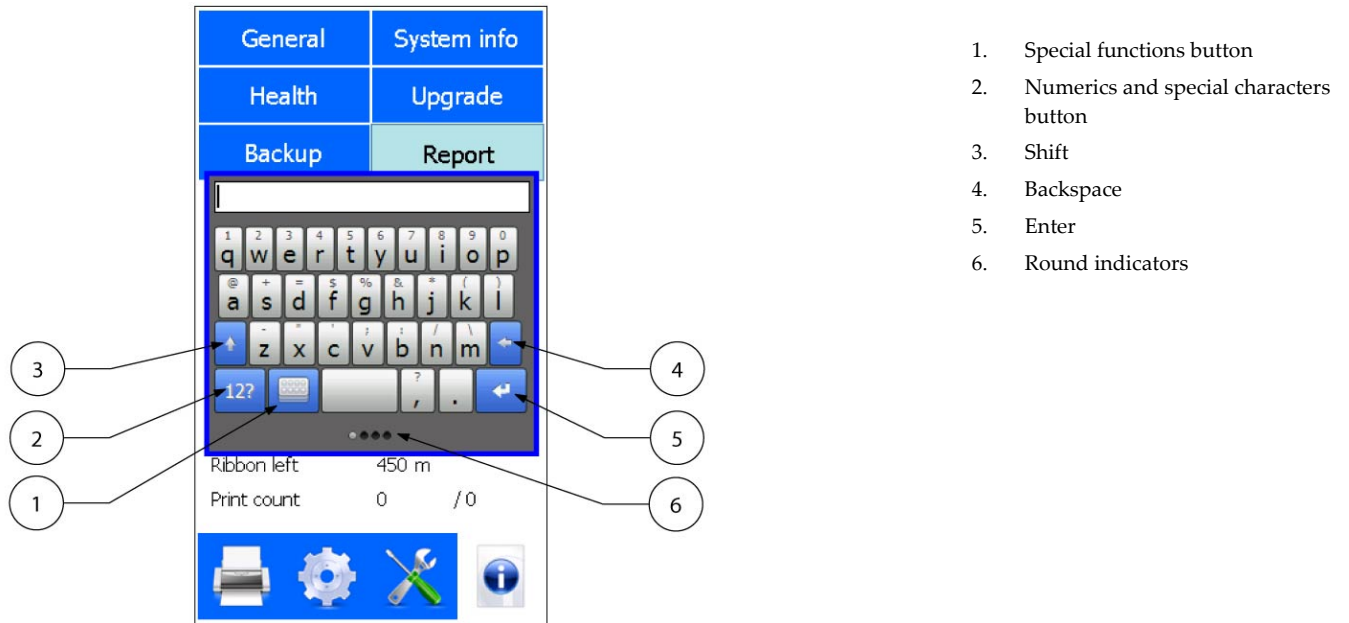 General System info
Health Upgrade
Backup Report
1 2 3 4 5 6 7 8 9 0
q w e r t y u i o p
@ + = $ % & * ( )
a s d f g h j k l
- " ' ; : / \
z x c v b n m
12? ?
, .
Ribbon left 450 m
Print count 0 / 0
3
2
1
4
5
6
1. Special functions button
2. Numerics and special characters
button
3. Shift
4. Backspace
5. Enter
6. Round indicators